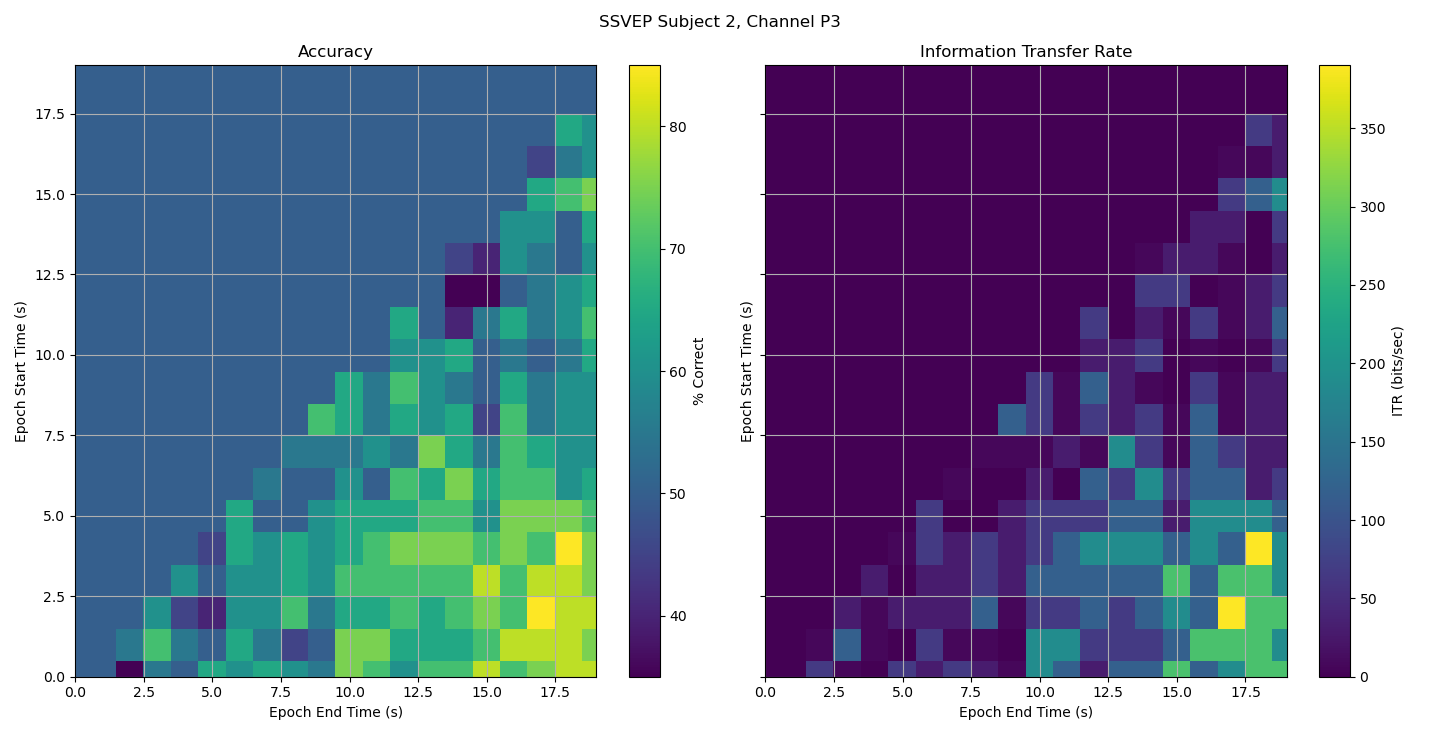 SSVEP Subject 2, Channel P3
Accuracy
Information Transfer Rate
17.5
15.0
12.5
10.0
7.5
5.0
2.5
0.0
Epoch Start Time (s)
0.0 2.5 5.0 7.5 10.0 12.5 15.0 17.5
Epoch End Time (s)
80
70
60
50
40
% Correct
Epoch Start Time (s)
0.0 2.5 5.0 7.5 10.0 12.5 15.0 17.5
Epoch End Time (s)
350
300
250
200
150
100
50
0
ITR (bits/sec)